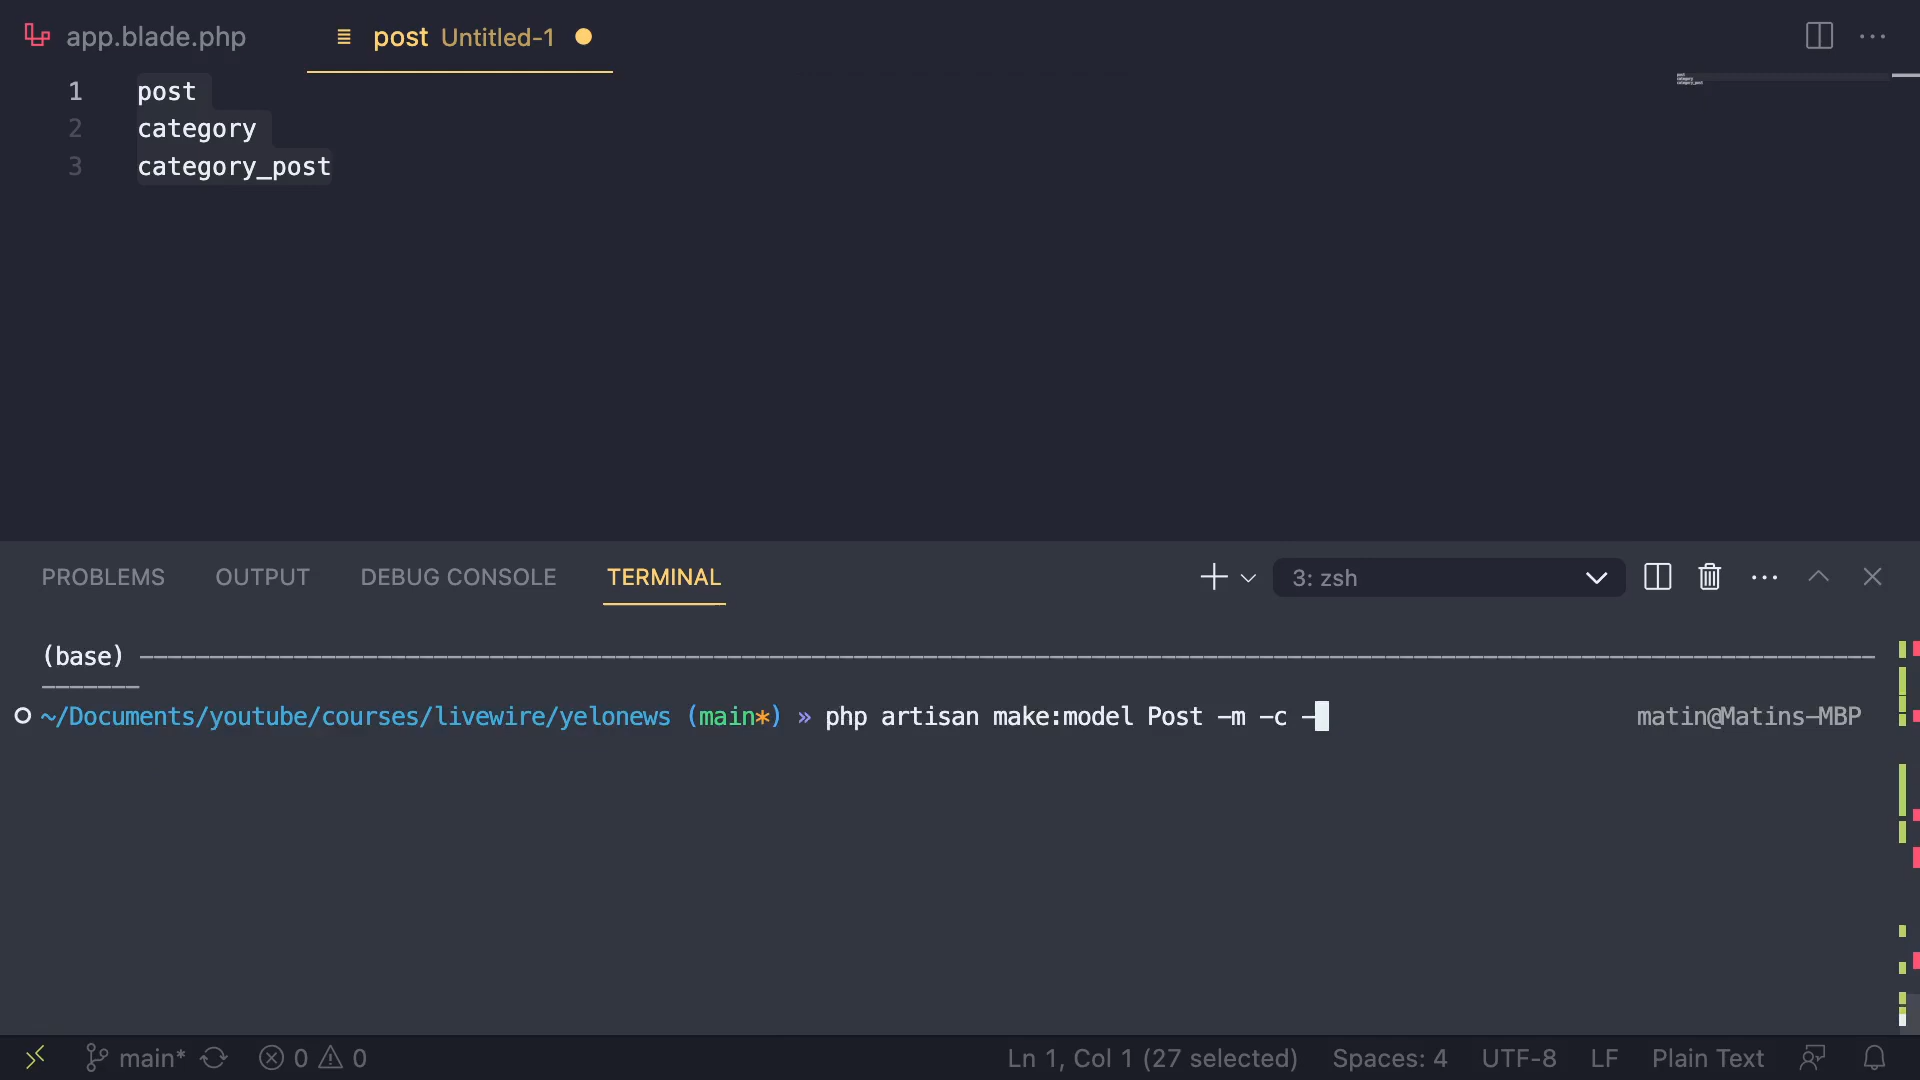 app.blade.php
post Untitled-1
1 post
2 category
3 category_post
PROBLEMS OUTPUT DEBUG CONSOLE TERMINAL
3: zsh
(base)
~/Documents/youtube/courses/livewire/yelonews (main*) » php artisan make:model Post -m -c -
matin@Matins-MBP
main* 0 0
Ln 1, Col 1 (27 selected) Spaces: 4 UTF-8 LF Plain Text